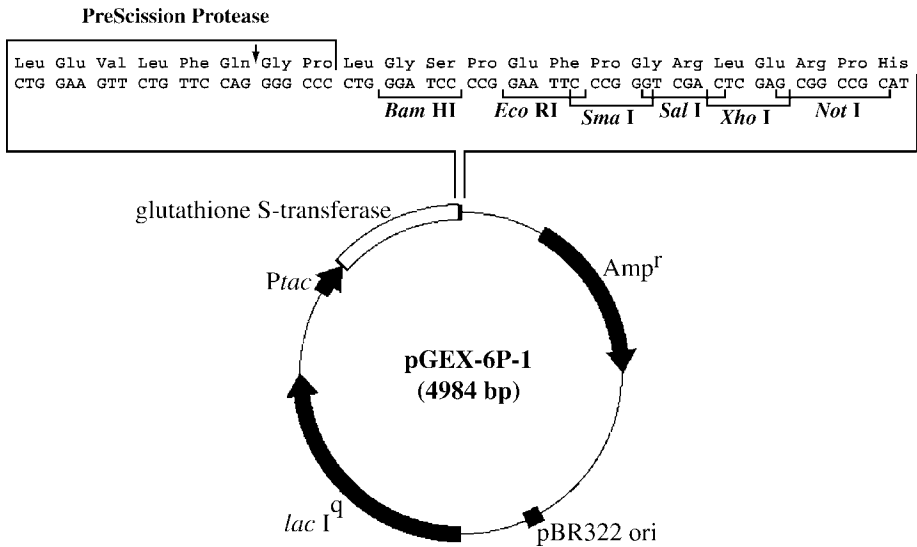 PreScission Protease
Leu Glu Val Leu Phe Gln Gly Pro Leu Gly Ser Pro Glu Phe Pro Gly Arg Leu Glu Arg Pro His
CTG GAA GTT CTG TTC CAG GGG CCC CTG GGA TCC CCG GAA TTC CCG GGT CGA CTC GAG CGG CCG CAT
Bam HI Eco RI Sma I Sal I Xho I Not I
glutathione S-transferase
Ptac
Ampr
pGEX-6P-1
(4984 bp)
lac Iq
pBR322 ori